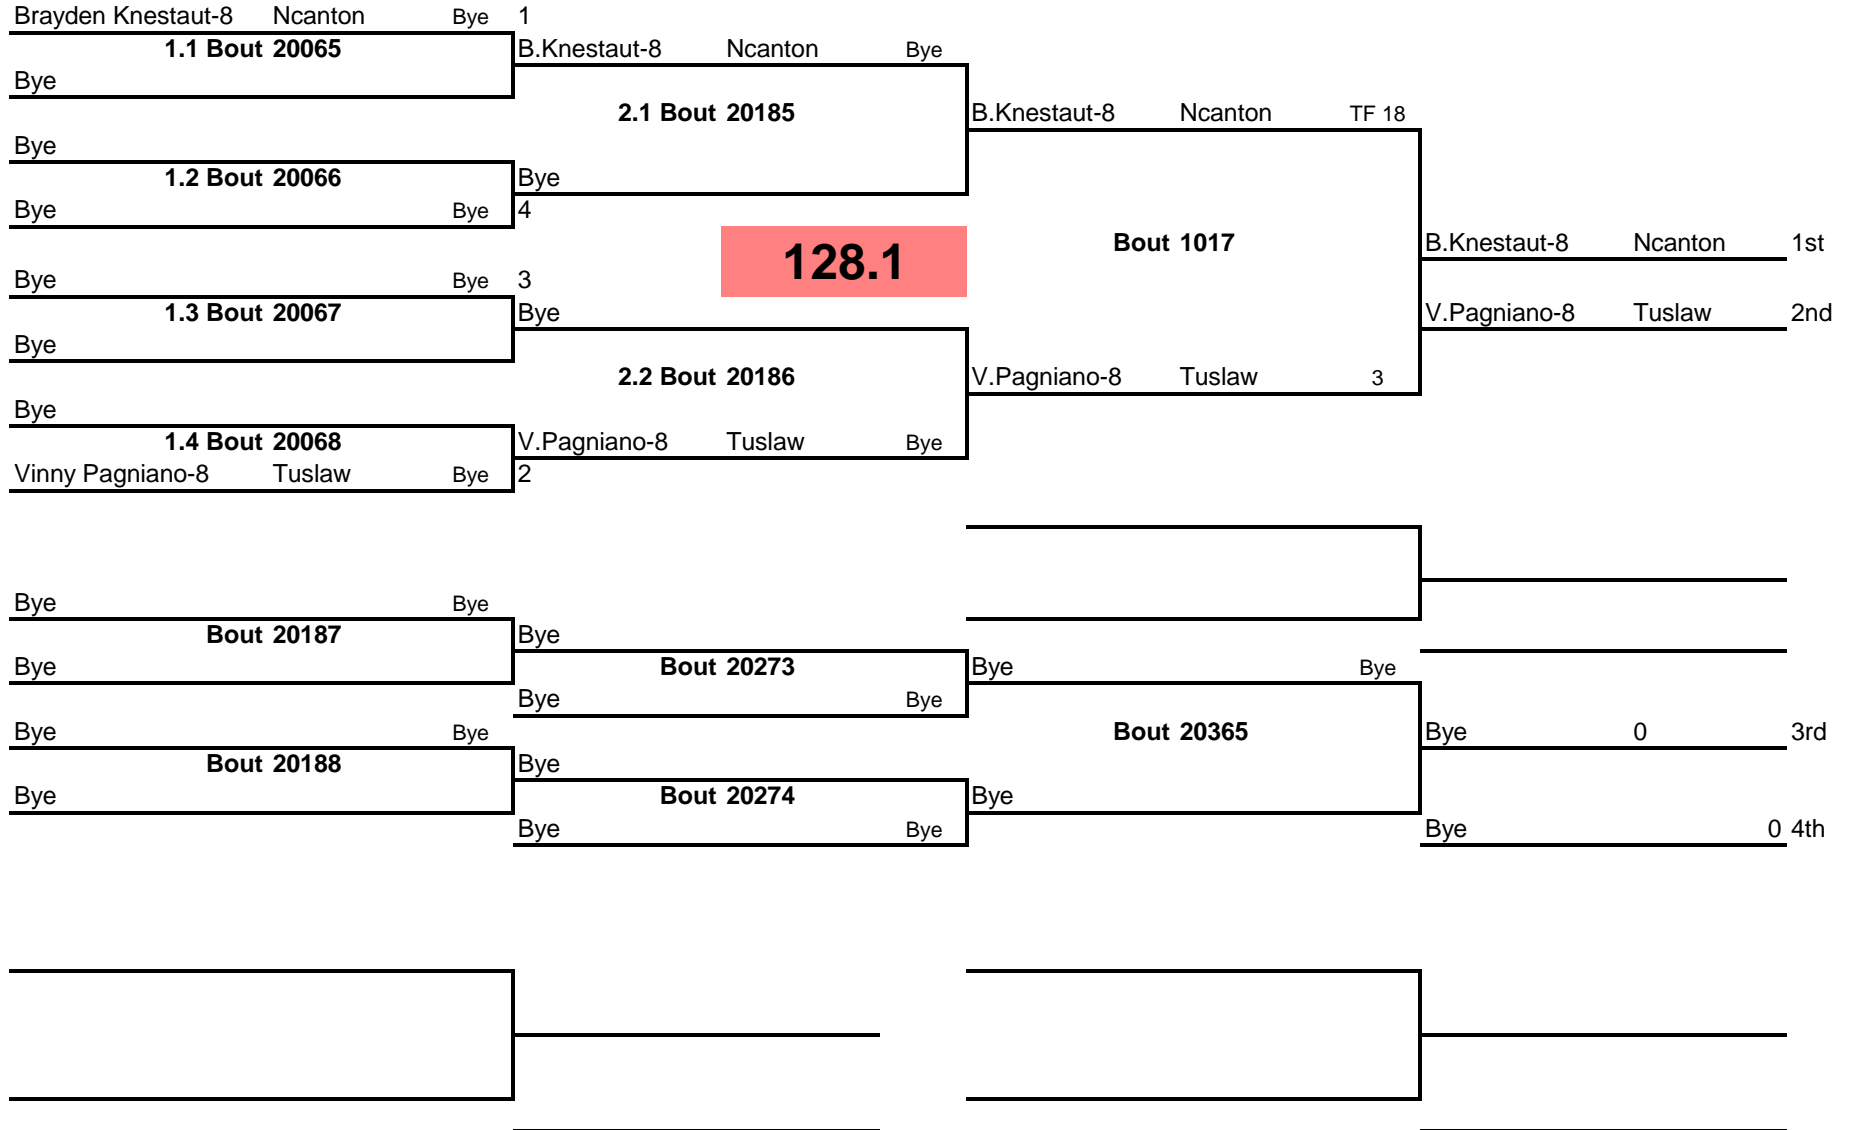 Brayden Knestaut-8 Ncanton Bye 1
1.1 Bout 20065 B.Knestaut-8 Ncanton Bye
Bye
2.1 Bout 20185 B.Knestaut-8 Ncanton TF 18
Bye
1.2 Bout 20066 Bye
Bye Bye 4
128.1 Bout 1017 B.Knestaut-8 Ncanton 1st
Bye Bye 3
1.3 Bout 20067 Bye V.Pagniano-8 Tuslaw 2nd
Bye
2.2 Bout 20186 V.Pagniano-8 Tuslaw 3
Bye
1.4 Bout 20068 V.Pagniano-8 Tuslaw Bye
Vinny Pagniano-8 Tuslaw Bye 2
Bye Bye
Bout 20187 Bye
Bye Bout 20273 Bye Bye
Bye Bye
Bye Bye Bout 20365 Bye 0 3rd
Bout 20188 Bye
Bye Bout 20274 Bye
Bye Bye Bye 0 4th